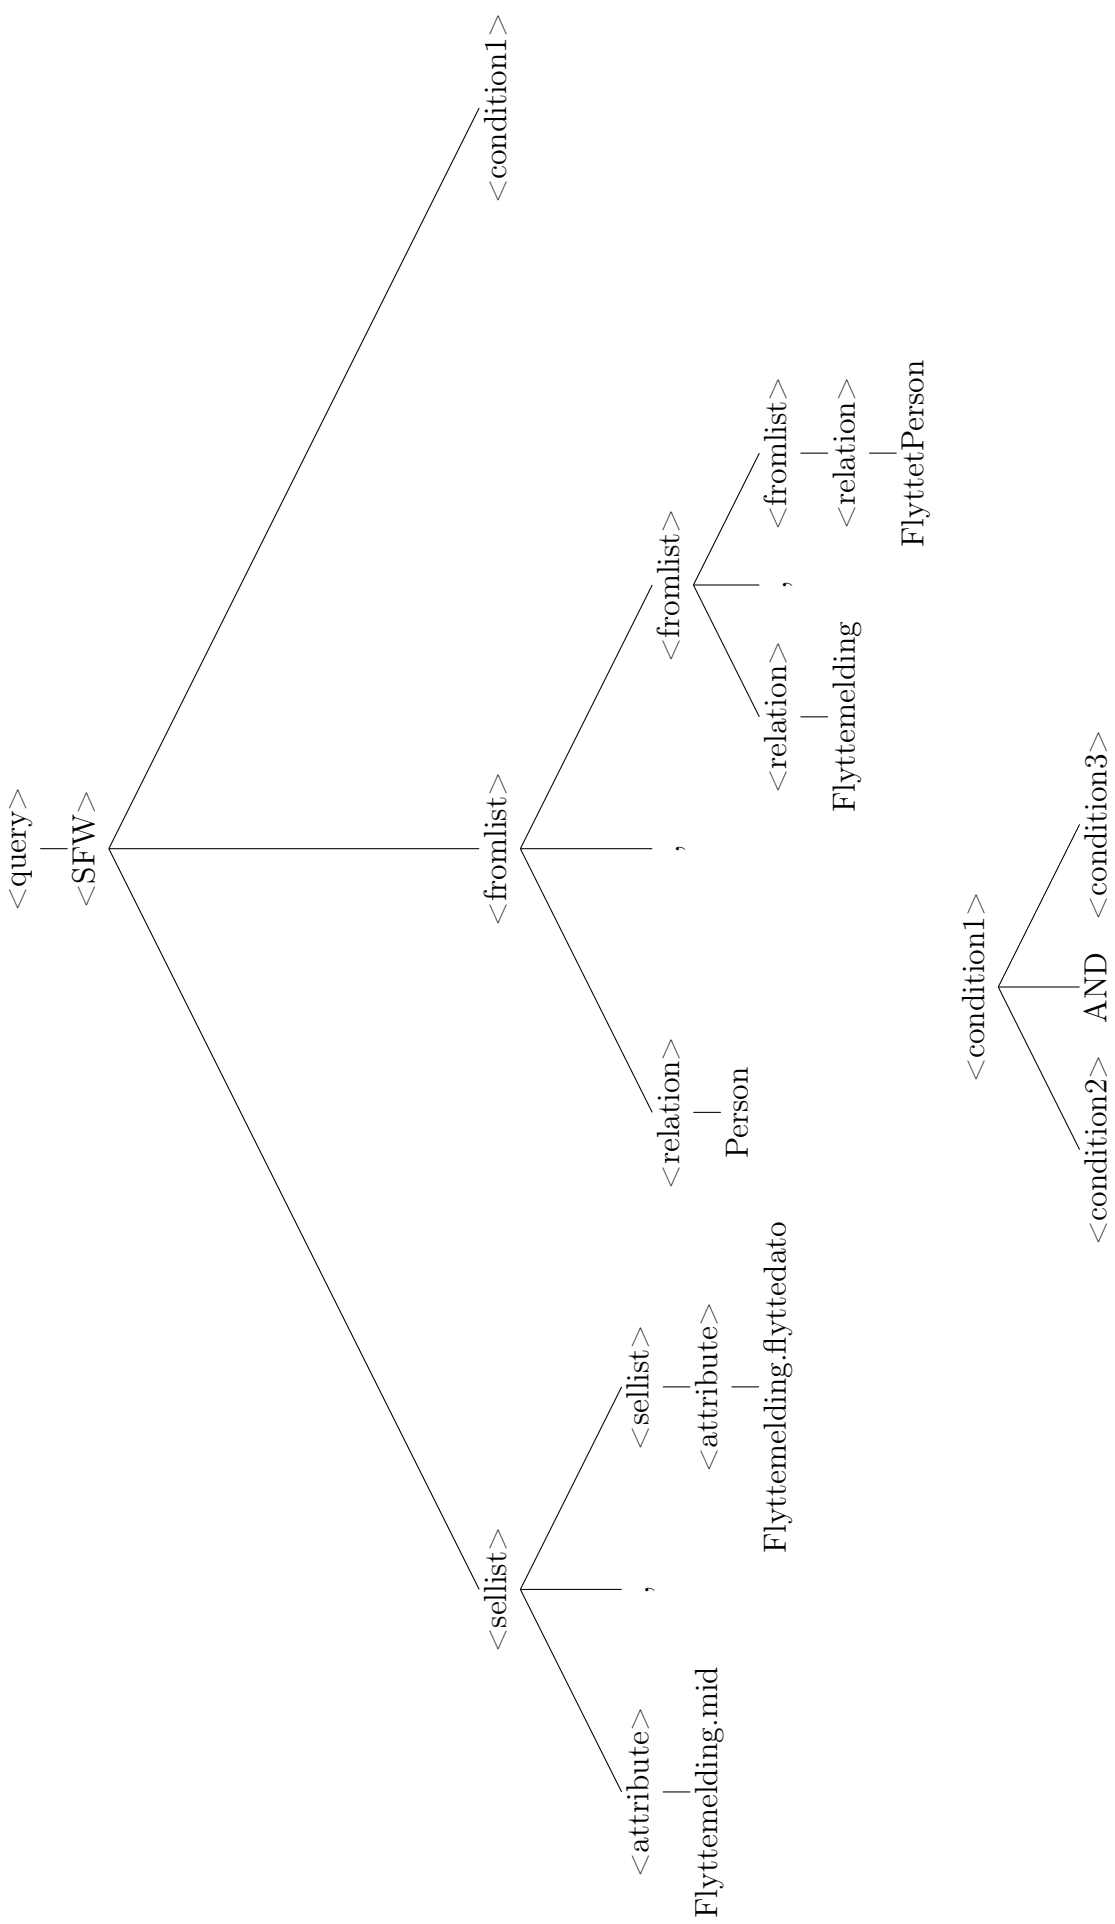 <query>
<SFW>
<sellist> <fromlist> <condition1>
<attribute> , <sellist>
Flyttemelding.mid <attribute>
Flyttemelding.flyttedato
<relation> , <fromlist>
Person
<relation> , <fromlist>
Flyttemelding <relation>
FlyttetPerson
<condition1>
<condition2> AND <condition3>